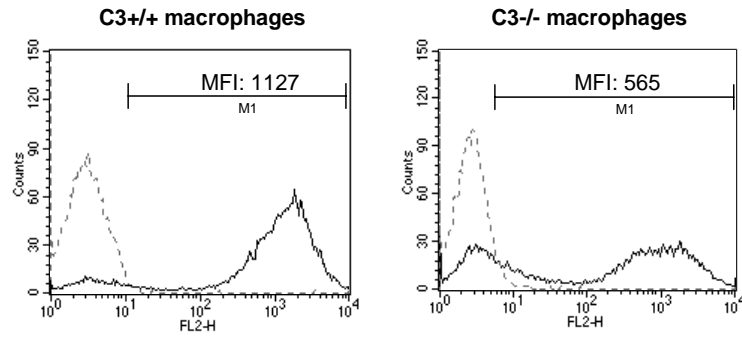 C3+/+ macrophages
150
120
90
60
30
0
Counts
MFI: 1127
M1
10^0 10^1 10^2 10^3 10^4
FL2-H
C3-/- macrophages
150
120
90
60
30
0
Counts
MFI: 565
M1
10^0 10^1 10^2 10^3 10^4
FL2-H